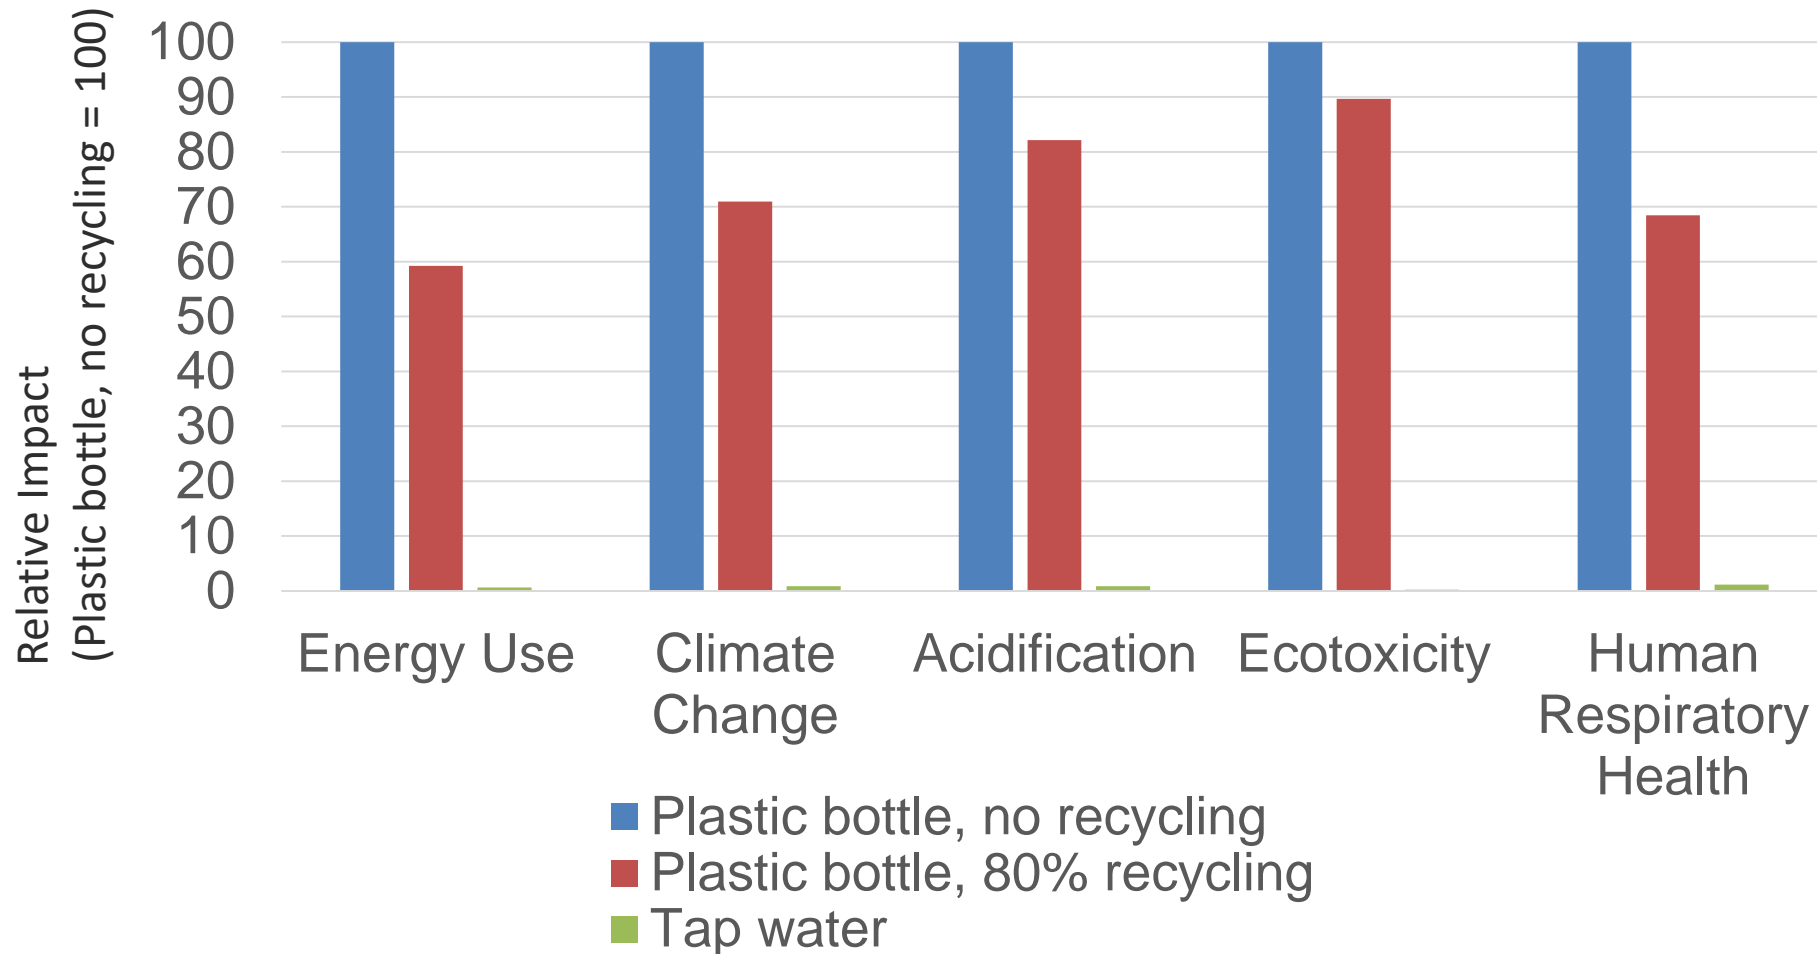 Relative Impact
(Plastic bottle, no recycling = 100)
100
90
80
70
60
50
40
30
20
10
0
Energy Use
Climate
Change
Acidification
Ecotoxicity
Human
Respiratory
Health
Plastic bottle, no recycling
Plastic bottle, 80% recycling
Tap water